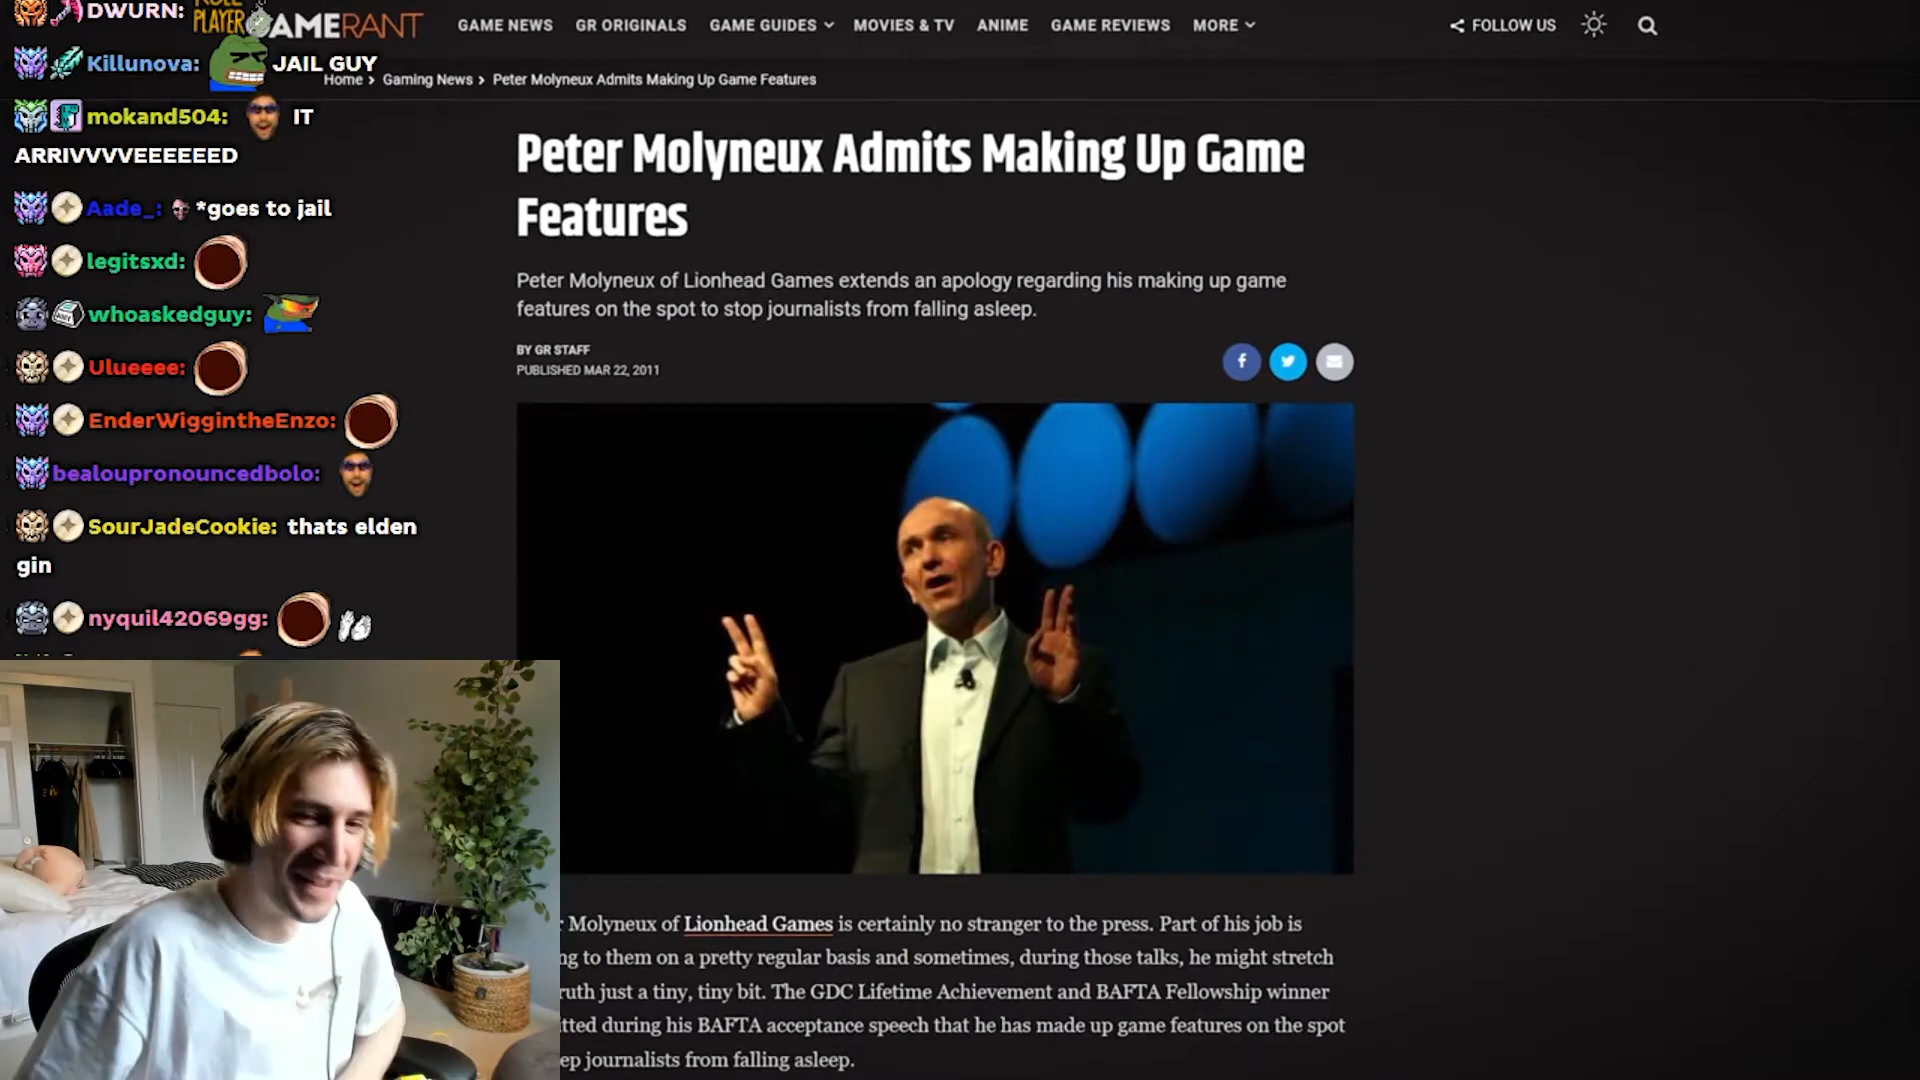 DWURN:
ROLE PLAYER
Killunova: JAIL GUY
mokand504: IT
ARRIVVVVEEEEEED
Aade_: *goes to jail
legitsxd:
whoaskedguy:
Ulueeee:
EnderWiggintheEnzo:
bealoupronouncedbolo:
SourJadeCookie: thats elden
gin
nyquil42069gg:
GAMERANT
GAME NEWS GR ORIGINALS GAME GUIDES MOVIES & TV ANIME GAME REVIEWS MORE FOLLOW US
Home Gaming News Peter Molyneux Admits Making Up Game Features
Peter Molyneux Admits Making Up Game
Features
Peter Molyneux of Lionhead Games extends an apology regarding his making up game
features on the spot to stop journalists from falling asleep.
BY GR STAFF
PUBLISHED MAR 22, 2011
Molyneux of Lionhead Games is certainly no stranger to the press. Part of his job is
ng to them on a pretty regular basis and sometimes, during those talks, he might stretch
ruth just a tiny, tiny bit. The GDC Lifetime Achievement and BAFTA Fellowship winner
tted during his BAFTA acceptance speech that he has made up game features on the spot
ep journalists from falling asleep.